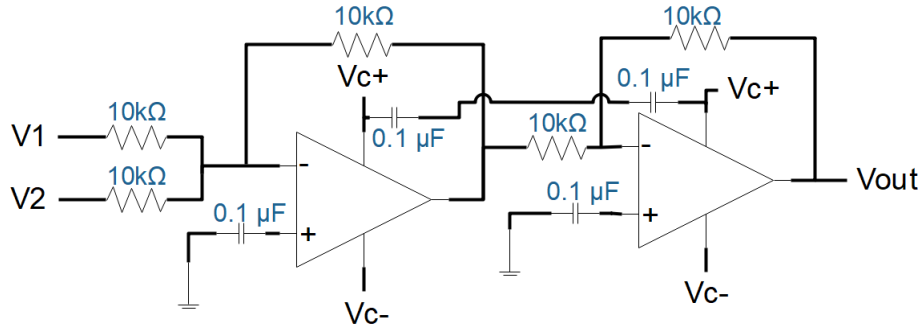 10kΩ
10kΩ
Vc+
0.1 µF
Vc+
10kΩ
0.1 µF
10kΩ
V1
-
-
10kΩ
V2
0.1 µF
0.1 µF
Vout
+
+
Vc-
Vc-